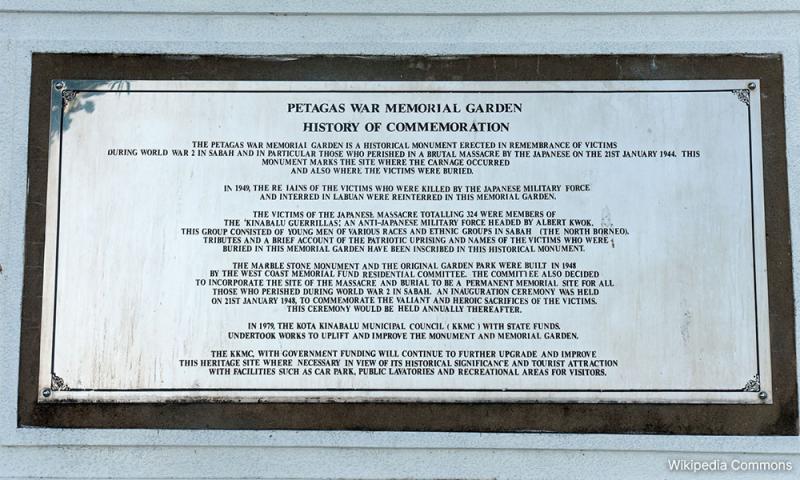 PETAGAS WAR MEMORIAL GARDEN
HISTORY OF COMMEMORATION
THE PETAGAS WAR MEMORIAL GARDEN IS A HISTORICAL MONUMENT ERECTED IN REMEMBRANCE OF VICTIMS
DURING WORLD WAR 2 IN SABAH AND IN PARTICULAR THOSE WHO PERISHED IN A BRUTAL MASSACRE BY THE JAPANESE ON THE 21ST JANUARY 1944. THIS
MONUMENT MARKS THE SITE WHERE THE CARNAGE OCCURRED
AND ALSO WHERE THE VICTIMS WERE BURIED.
IN 1949, THE RE IAINS OF THE VICTIMS WHO WERE KILLED BY THE JAPANESE MILITARY FORCE
AND INTERRED IN LABUAN WERE REINTERRED IN THIS MEMORIAL GARDEN.
THE VICTIMS OF THE JAPANESE MASSACRE TOTALLING 324 WERE MEMBERS OF
THE 'KINABALU GUERRILLAS', AN ANTI-JAPANESE MILITARY FORCE HEADED BY ALBERT KWOK.
THIS GROUP CONSISTED OF YOUNG MEN OF VARIOUS RACES AND ETHNIC GROUPS IN SABAH (THE NORTH BORNEO).
TRIBUTES AND A BRIEF ACCOUNT OF THE PATRIOTIC UPRISING AND NAMES OF THE VICTIMS WHO WERE
BURIED IN THIS MEMORIAL GARDEN HAVE BEEN INSCRIBED IN THIS HISTORICAL MONUMENT.
THE MARBLE STONE MONUMENT AND THE ORIGINAL GARDEN PARK WERE BUILT IN 1948
BY THE WEST COAST MEMORIAL FUND RESIDENTIAL COMMITTEE. THE COMMITTEE ALSO DECIDED
TO INCORPORATE THE SITE OF THE MASSACRE AND BURIAL TO BE A PERMANENT MEMORIAL SITE FOR ALL
THOSE WHO PERISHED DURING WORLD WAR 2 IN SABAH. AN INAUGURATION CEREMONY WAS HELD
ON 21ST JANUARY 1948, TO COMMEMORATE THE VALIANT AND HEROIC SACRIFICES OF THE VICTIMS.
THIS CEREMONY WOULD BE HELD ANNUALLY THEREAFTER.
IN 1979, THE KOTA KINABALU MUNICIPAL COUNCIL ( KKMC ) WITH STATE FUNDS.
UNDERTOOK WORKS TO UPLIFT AND IMPROVE THE MONUMENT AND MEMORIAL GARDEN.
THE KKMC, WITH GOVERNMENT FUNDING WILL CONTINUE TO FURTHER UPGRADE AND IMPROVE
THIS HERITAGE SITE WHERE NECESSARY IN VIEW OF ITS HISTORICAL SIGNIFICANCE AND TOURIST ATTRACTION
WITH FACILITIES SUCH AS CAR PARK, PUBLIC LAVATORIES AND RECREATIONAL AREAS FOR VISITORS.
Wikipedia Commons